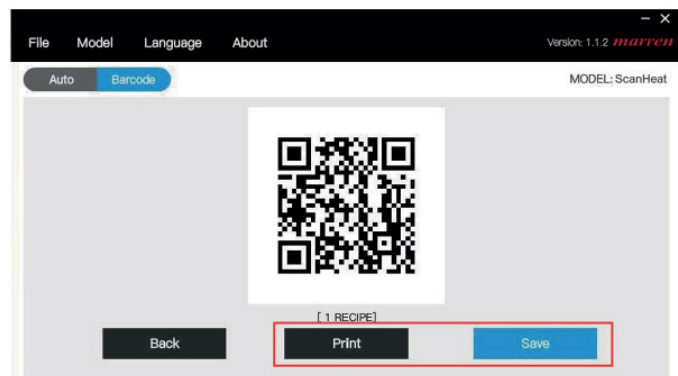 File Model Language About Version: 1.1.2 marren
Auto Barcode MODEL: ScanHeat
[ 1 RECIPE]
Back Print Save